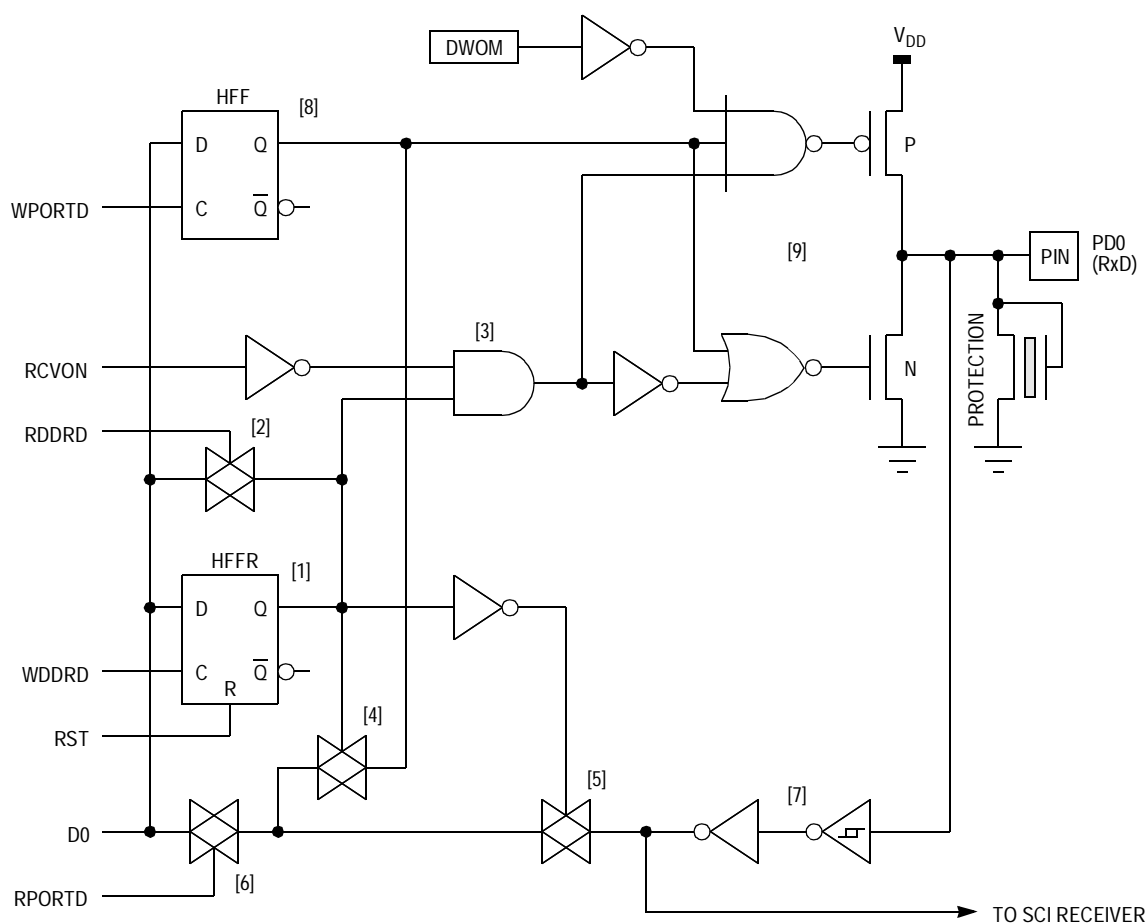 DWOM
VDD
HFF
[8]
D
Q
P
WPORTD
C
Q
[9]
PIN
PD0
(RxD)
[3]
RCVON
N
PROTECTION
RDDRD
[2]
HFFR
[1]
D
Q
WDDRD
C
Q
R
RST
[4]
[5]
[7]
D0
[6]
RPORTD
TO SCI RECEIVER